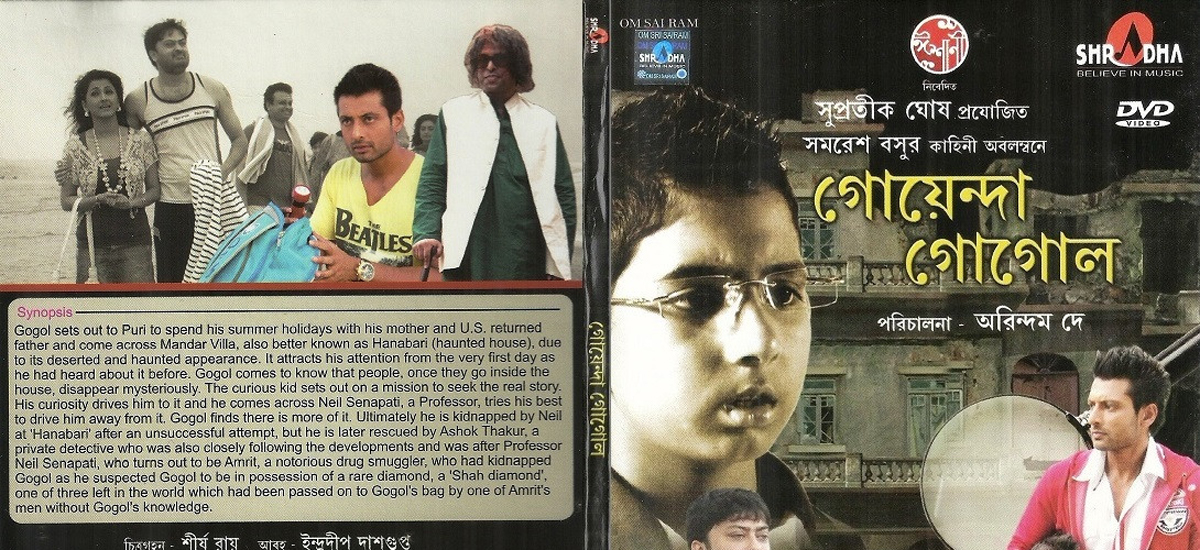 THE
BEATLES
Synopsis
Gogol sets out to Puri to spend his summer holidays with his mother and U.S. returned
father and come across Mandar Villa, also better known as Hanabari (haunted house), due
to its deserted and haunted appearance. It attracts his attention from the very first day as
he had heard about it before. Gogol comes to know that people, once they go inside the
house, disappear mysteriously. The curious kid sets out on a mission to seek the real story.
His curiosity drives him to it and he comes across Neil Senapati, a Professor, tries his best
to drive him away from it. Gogol finds there is more of it. Ultimately he is kidnapped by Neil
at 'Hanabari' after an unsuccessful attempt, but he is later rescued by Ashok Thakur, a
private detective who was also closely following the developments and was after Professor
Neil Senapati, who turns out to be Amrit, a notorious drug smuggler, who had kidnapped
Gogol as he suspected Gogol to be in possession of a rare diamond, a 'Shah diamond',
one of three left in the world which had been passed on to Gogol's bag by one of Amrit's
men without Gogol's knowledge.
চিত্রগ্রহন - শীর্ষ রায় আবহ - ইন্দ্রদীপ দাশগুপ্ত
SHRADHA
গোয়েন্দা গোগোল
OM SAI RAM
OM SRI SAIRAM
SHRADHA
BELIEVE IN MUSIC
OM SRI SAIRAM
ঈশানী
নিবেদিত
SHRADHA
BELIEVE IN MUSIC
DVD
VIDEO
সুপ্রতীক ঘোষ প্রযোজিত
সমরেশ বসুর কাহিনী অবলম্বনে
গোয়েন্দা
গোগোল
পরিচালনা - অরিন্দম দে